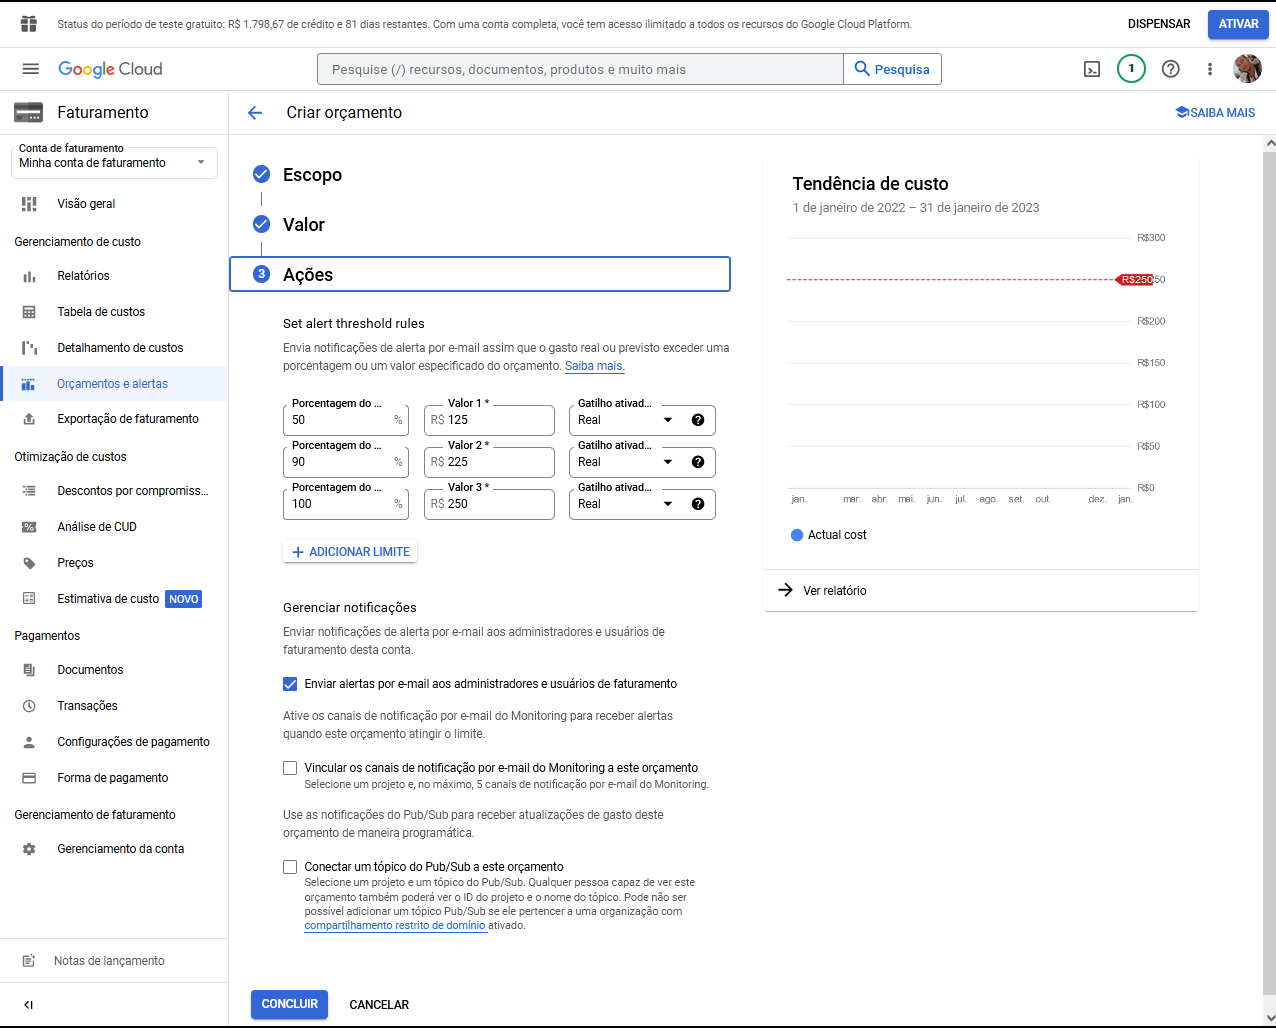 Status do período de teste gratuito: R$ 1.798,67 de crédito e 81 dias restantes. Com uma conta completa, você tem acesso ilimitado a todos os recursos do Google Cloud Platform.
DISPENSAR
ATIVAR
Google Cloud
Pesquise (/) recursos, documentos, produtos e muito mais
Pesquisa
1
Faturamento
Criar orçamento
SAIBA MAIS
Conta de faturamento
Minha conta de faturamento
Visão geral
Gerenciamento de custo
Relatórios
Tabela de custos
Detalhamento de custos
Orçamentos e alertas
Exportação de faturamento
Otimização de custos
Descontos por compromiss...
Análise de CUD
Preços
Estimativa de custo NOVO
Pagamentos
Documentos
Transações
Configurações de pagamento
Forma de pagamento
Gerenciamento de faturamento
Gerenciamento da conta
Notas de lançamento
Escopo
Valor
3 Ações
Set alert threshold rules
Envia notificações de alerta por e-mail assim que o gasto real ou previsto exceder uma
porcentagem ou um valor especificado do orçamento. Saiba mais.
Porcentagem do ... Valor 1 * Gatilho ativad...
50 % R$ 125 Real
Porcentagem do ... Valor 2 * Gatilho ativad...
90 % R$ 225 Real
Porcentagem do ... Valor 3 * Gatilho ativad...
100 % R$ 250 Real
ADICIONAR LIMITE
Gerenciar notificações
Enviar notificações de alerta por e-mail aos administradores e usuários de
faturamento desta conta.
Enviar alertas por e-mail aos administradores e usuários de faturamento
Ative os canais de notificação por e-mail do Monitoring para receber alertas
quando este orçamento atingir o limite.
Vincular os canais de notificação por e-mail do Monitoring a este orçamento
Selecione um projeto e, no máximo, 5 canais de notificação por e-mail do Monitoring.
Use as notificações do Pub/Sub para receber atualizações de gasto deste
orçamento de maneira programática.
Conectar um tópico do Pub/Sub a este orçamento
Selecione um projeto e um tópico do Pub/Sub. Qualquer pessoa capaz de ver este
orçamento também poderá ver o ID do projeto e o nome do tópico. Pode não ser
possível adicionar um tópico Pub/Sub se ele pertencer a uma organização com
compartilhamento restrito de domínio ativado.
CONCLUIR
CANCELAR
Tendência de custo
1 de janeiro de 2022 – 31 de janeiro de 2023
R$300
R$250
50
R$200
R$150
R$100
R$50
R$0
jan. mar. abr. mai. jun. jul. ago. set. out. dez. jan.
Actual cost
Ver relatório